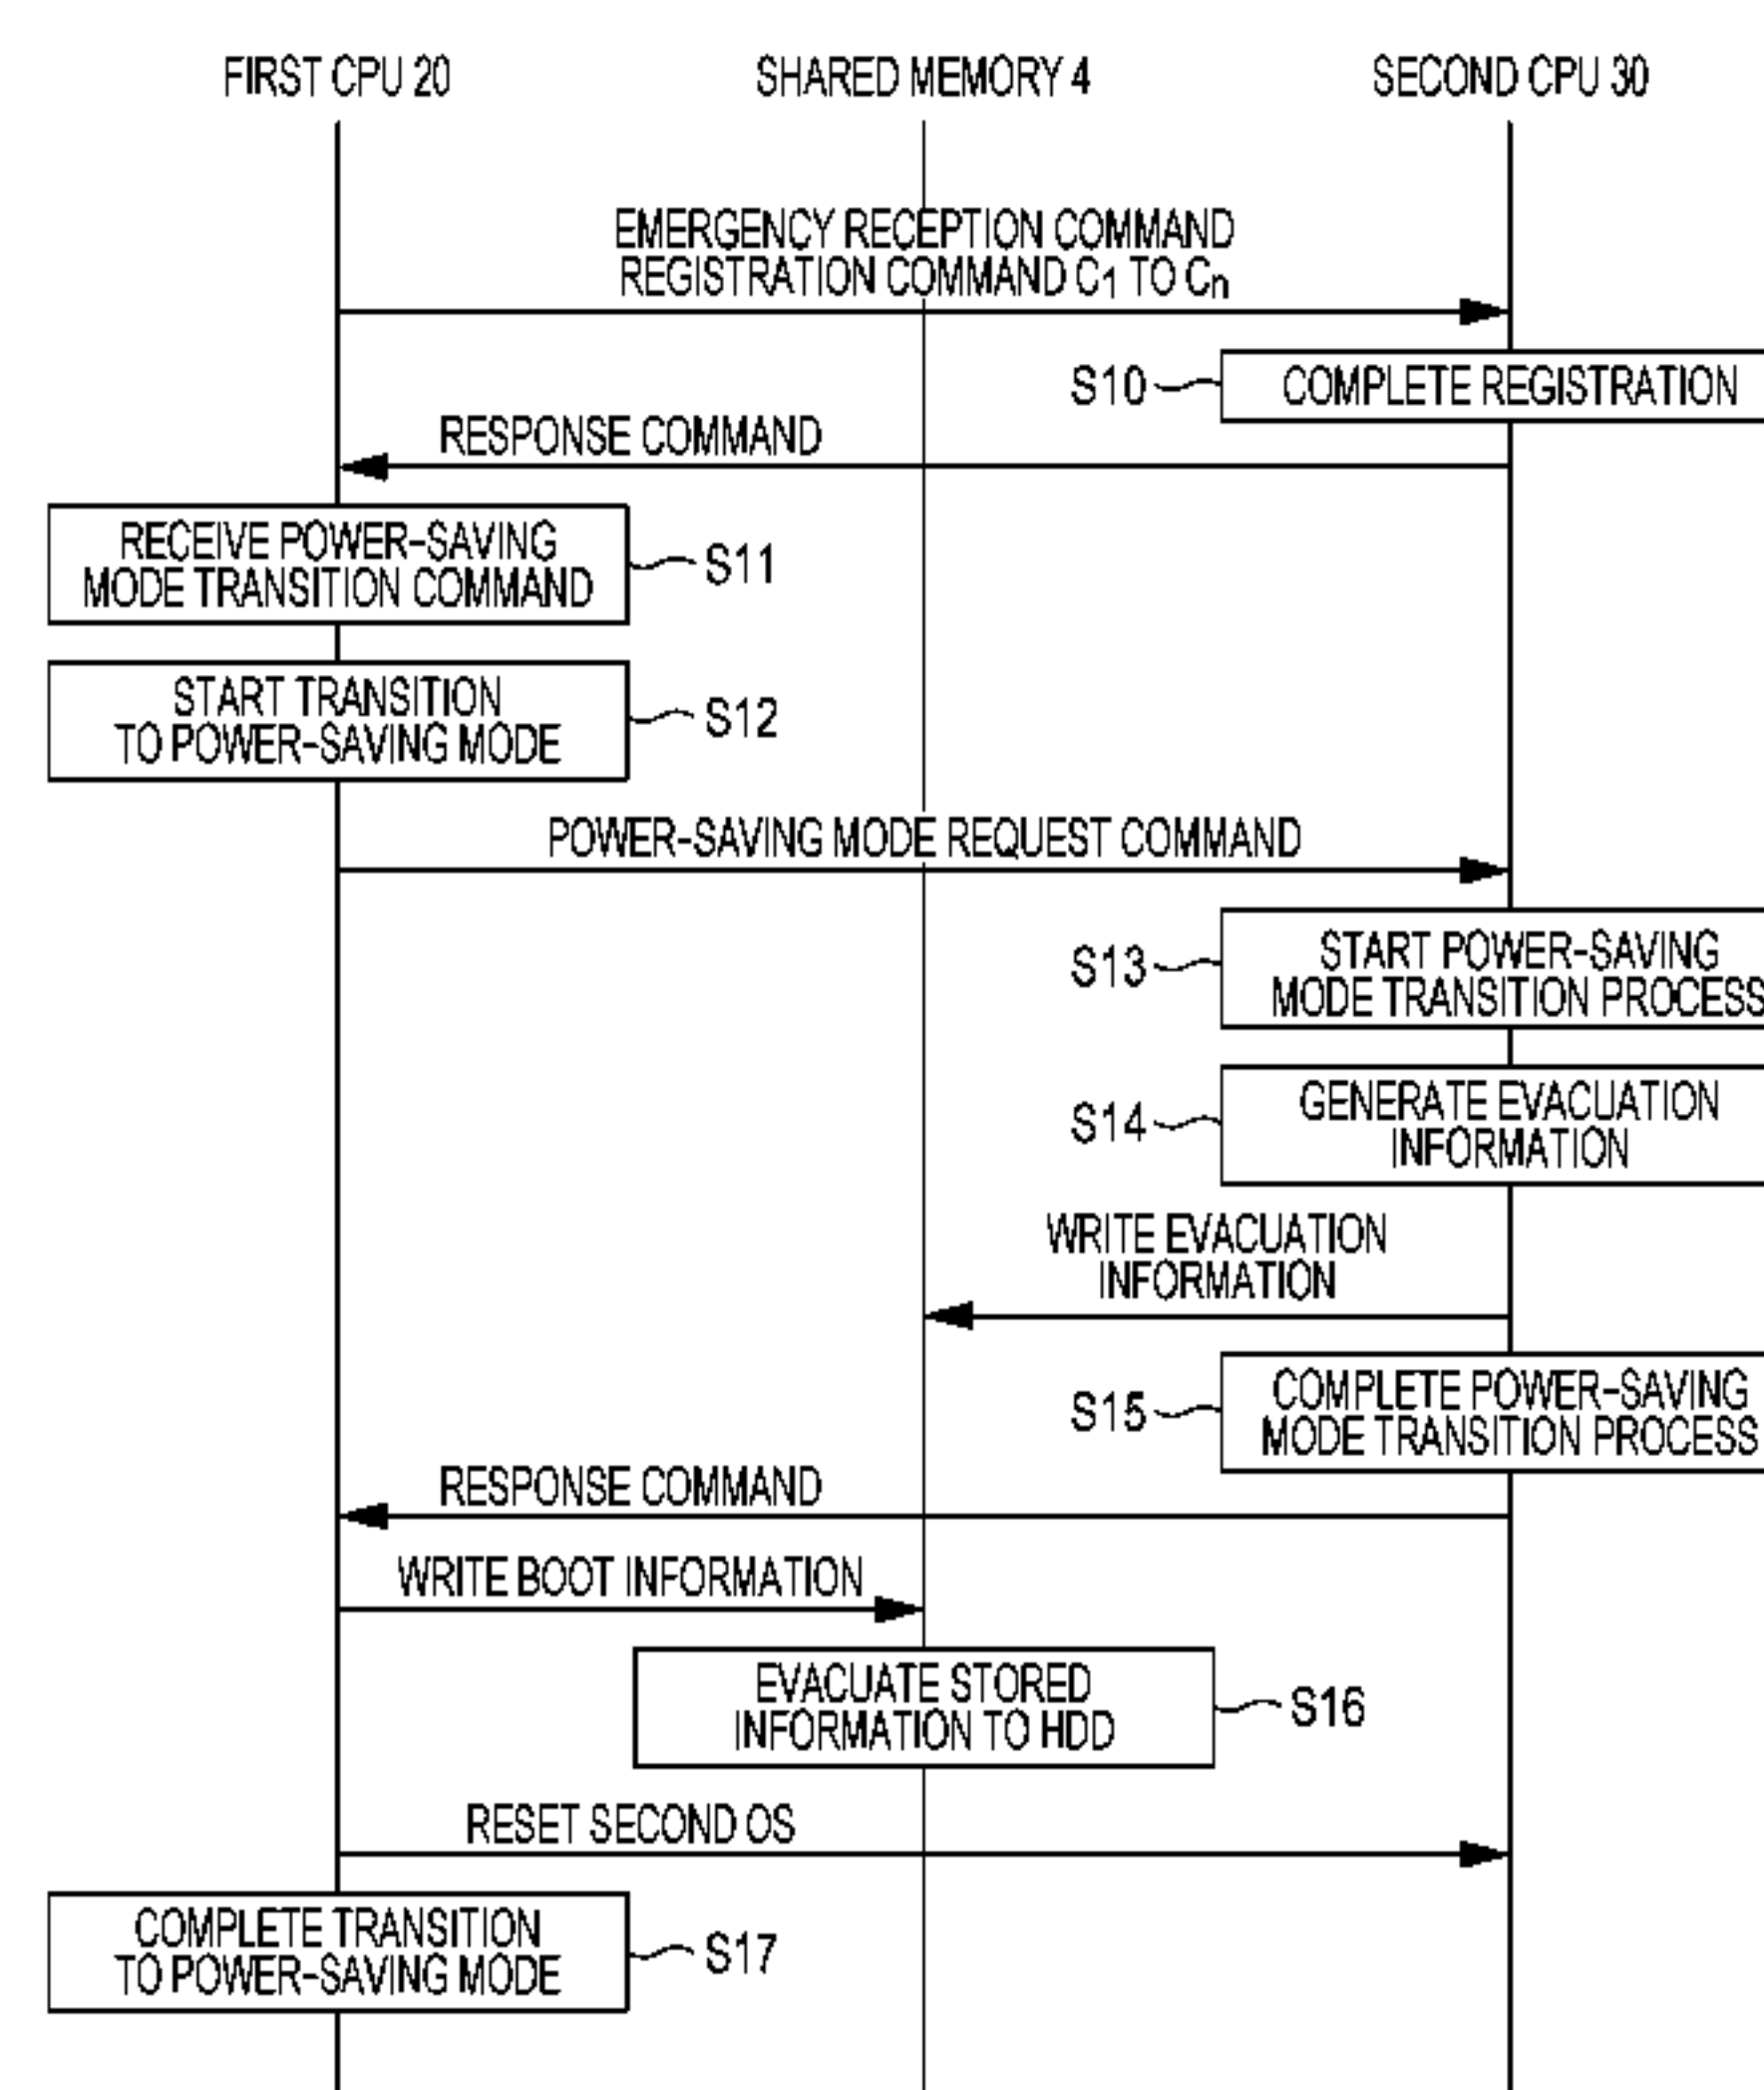 FIRST CPU 20
SHARED MEMORY 4
SECOND CPU 30
EMERGENCY RECEPTION COMMAND
REGISTRATION COMMAND C1 TO Cn
S10
COMPLETE REGISTRATION
RESPONSE COMMAND
RECEIVE POWER-SAVING
MODE TRANSITION COMMAND
S11
START TRANSITION
TO POWER-SAVING MODE
S12
POWER-SAVING MODE REQUEST COMMAND
S13
START POWER-SAVING
MODE TRANSITION PROCESS
S14
GENERATE EVACUATION
INFORMATION
WRITE EVACUATION
INFORMATION
S15
COMPLETE POWER-SAVING
MODE TRANSITION PROCESS
RESPONSE COMMAND
WRITE BOOT INFORMATION
EVACUATE STORED
INFORMATION TO HDD
S16
RESET SECOND OS
COMPLETE TRANSITION
TO POWER-SAVING MODE
S17